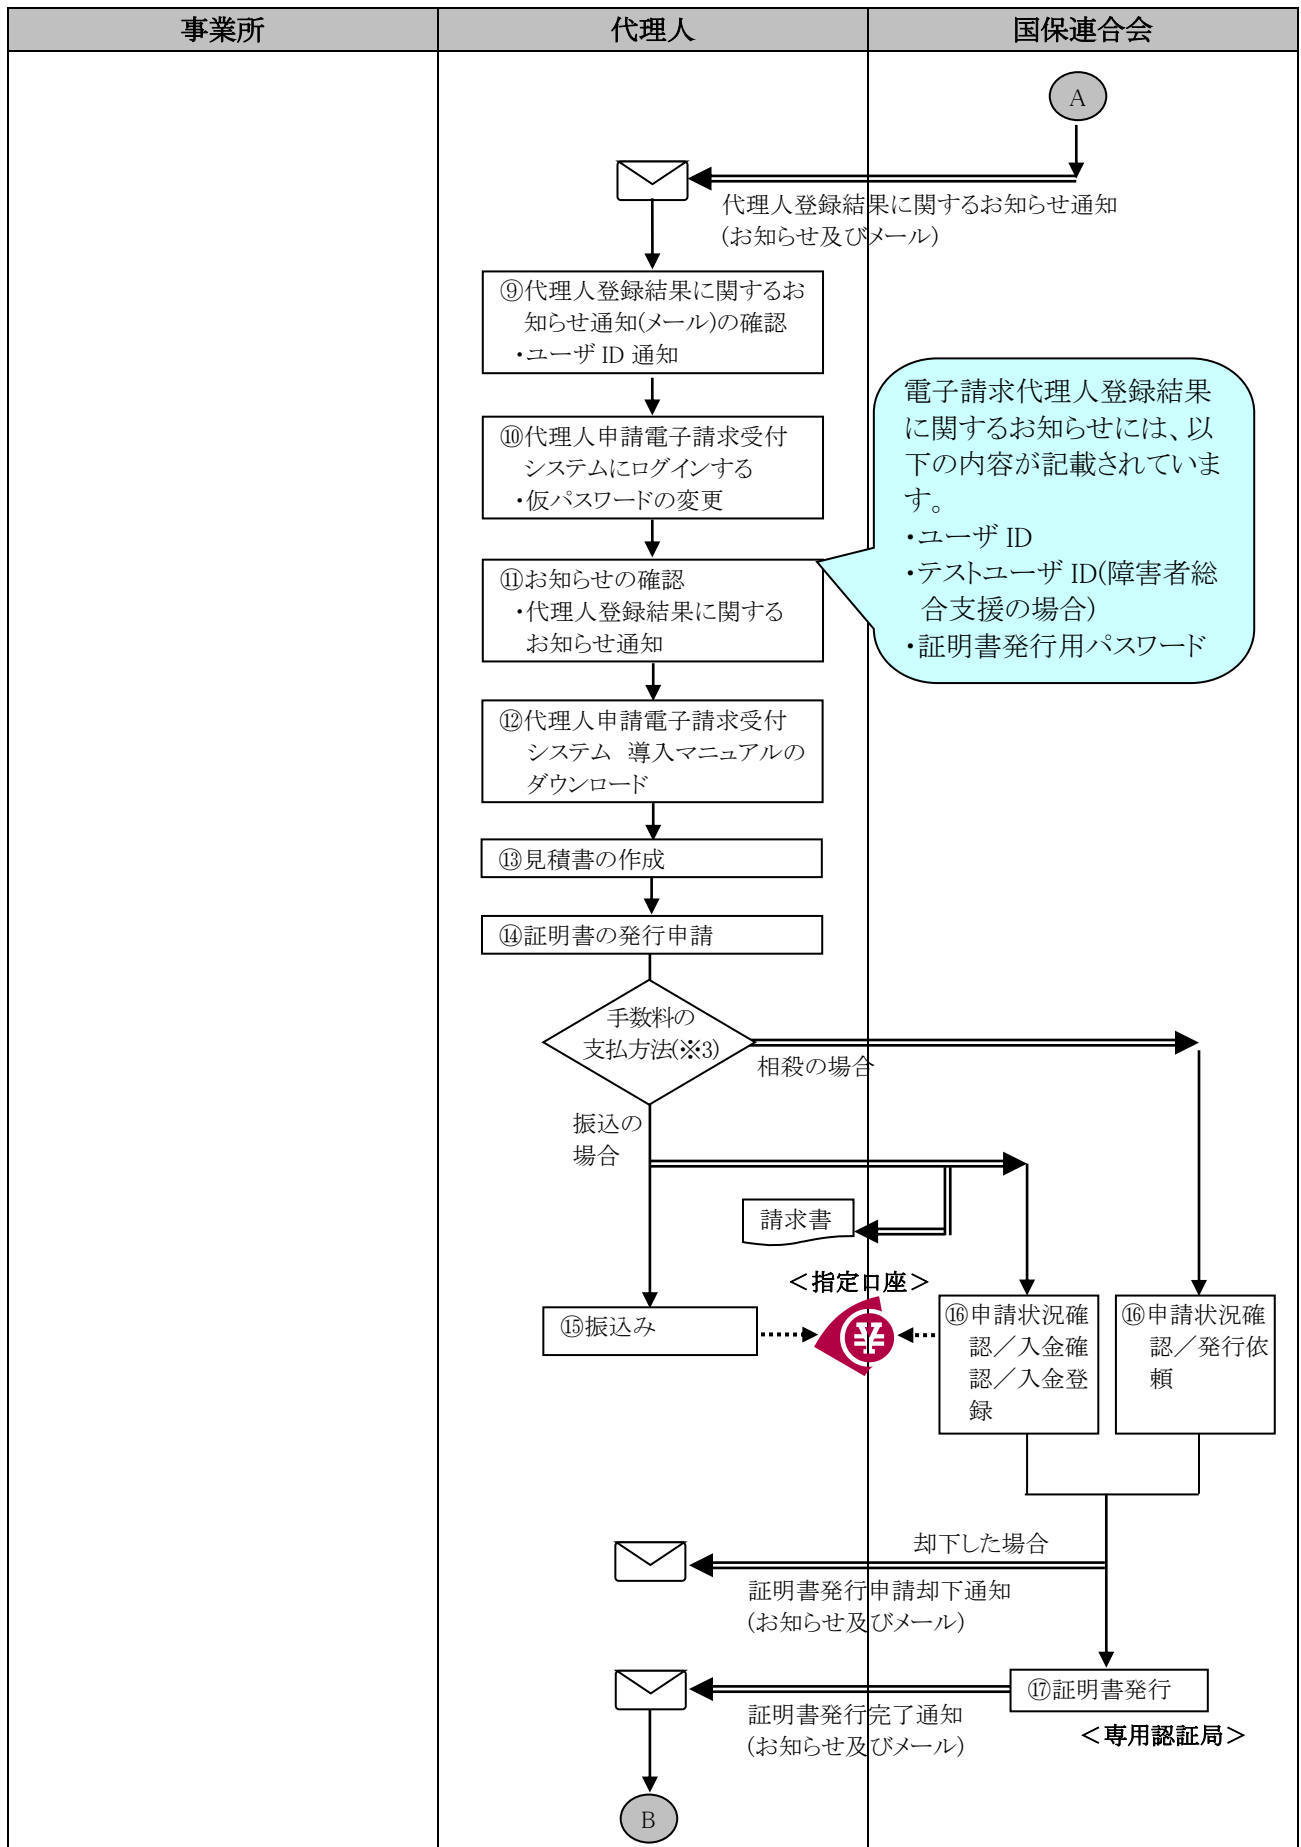 事業所
代理人
国保連合会
A
代理人登録結果に関するお知らせ通知
(お知らせ及びメール)
⑨代理人登録結果に関するお
知らせ通知(メール)の確認
・ユーザ ID 通知
⑩代理人申請電子請求受付
システムにログインする
・仮パスワードの変更
電子請求代理人登録結果
に関するお知らせには、以
下の内容が記載されていま
す。
・ユーザ ID
・テストユーザ ID(障害者総
合支援の場合)
・証明書発行用パスワード
⑪お知らせの確認
・代理人登録結果に関する
お知らせ通知
⑫代理人申請電子請求受付
システム 導入マニュアルの
ダウンロード
⑬見積書の作成
⑭証明書の発行申請
手数料の
支払方法(※3)
相殺の場合
振込の
場合
請求書
＜指定口座＞
⑮振込み
¥
⑯申請状況確
認／入金確
認／入金登
録
⑯申請状況確
認／発行依
頼
却下した場合
証明書発行申請却下通知
(お知らせ及びメール)
⑰証明書発行
証明書発行完了通知
(お知らせ及びメール)
＜専用認証局＞
B